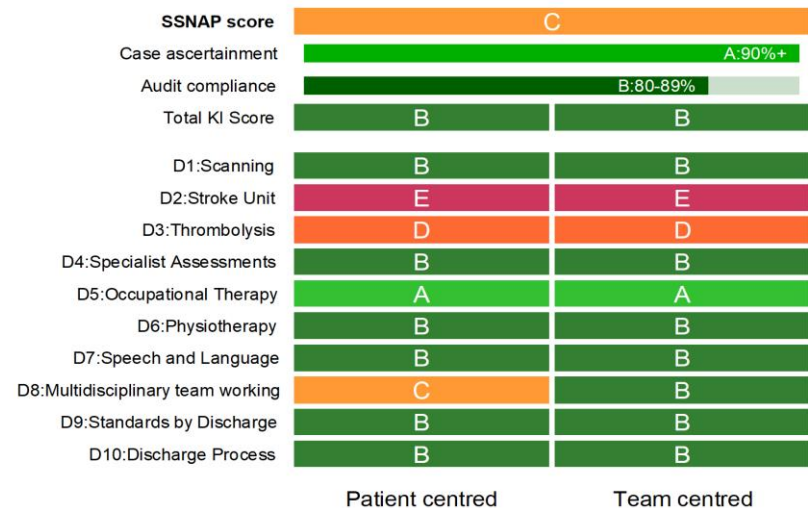 SSNAP score C
Case ascertainment A:90%+
Audit compliance B:80-89%
Total KI Score B B
D1:Scanning B B
D2:Stroke Unit E E
D3:Thrombolysis D D
D4:Specialist Assessments B B
D5:Occupational Therapy A A
D6:Physiotherapy B B
D7:Speech and Language B B
D8:Multidisciplinary team working C B
D9:Standards by Discharge B B
D10:Discharge Process B B
Patient centred Team centred